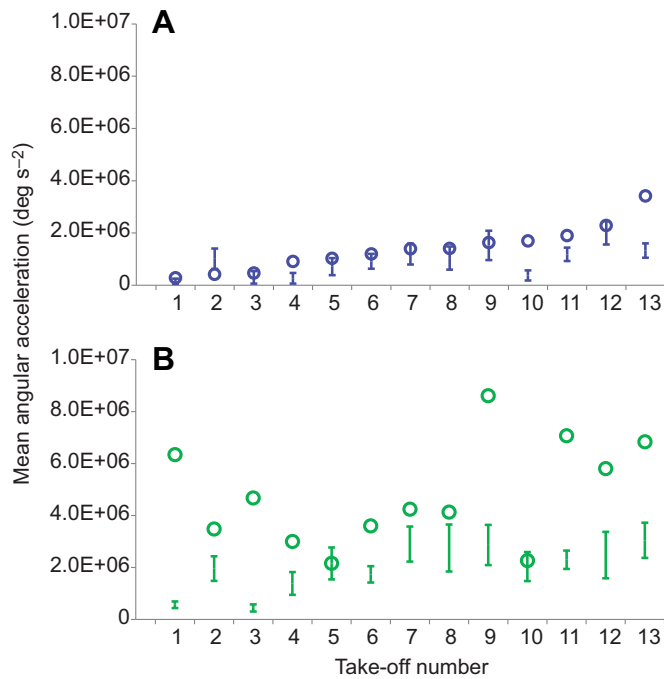 A
1.0E+07
8.0E+06
6.0E+06
4.0E+06
2.0E+06
0
1 2 3 4 5 6 7 8 9 10 11 12 13
B
1.0E+07
8.0E+06
6.0E+06
4.0E+06
2.0E+06
0
1 2 3 4 5 6 7 8 9 10 11 12 13
Take-off number
Mean angular acceleration (deg s⁻²)